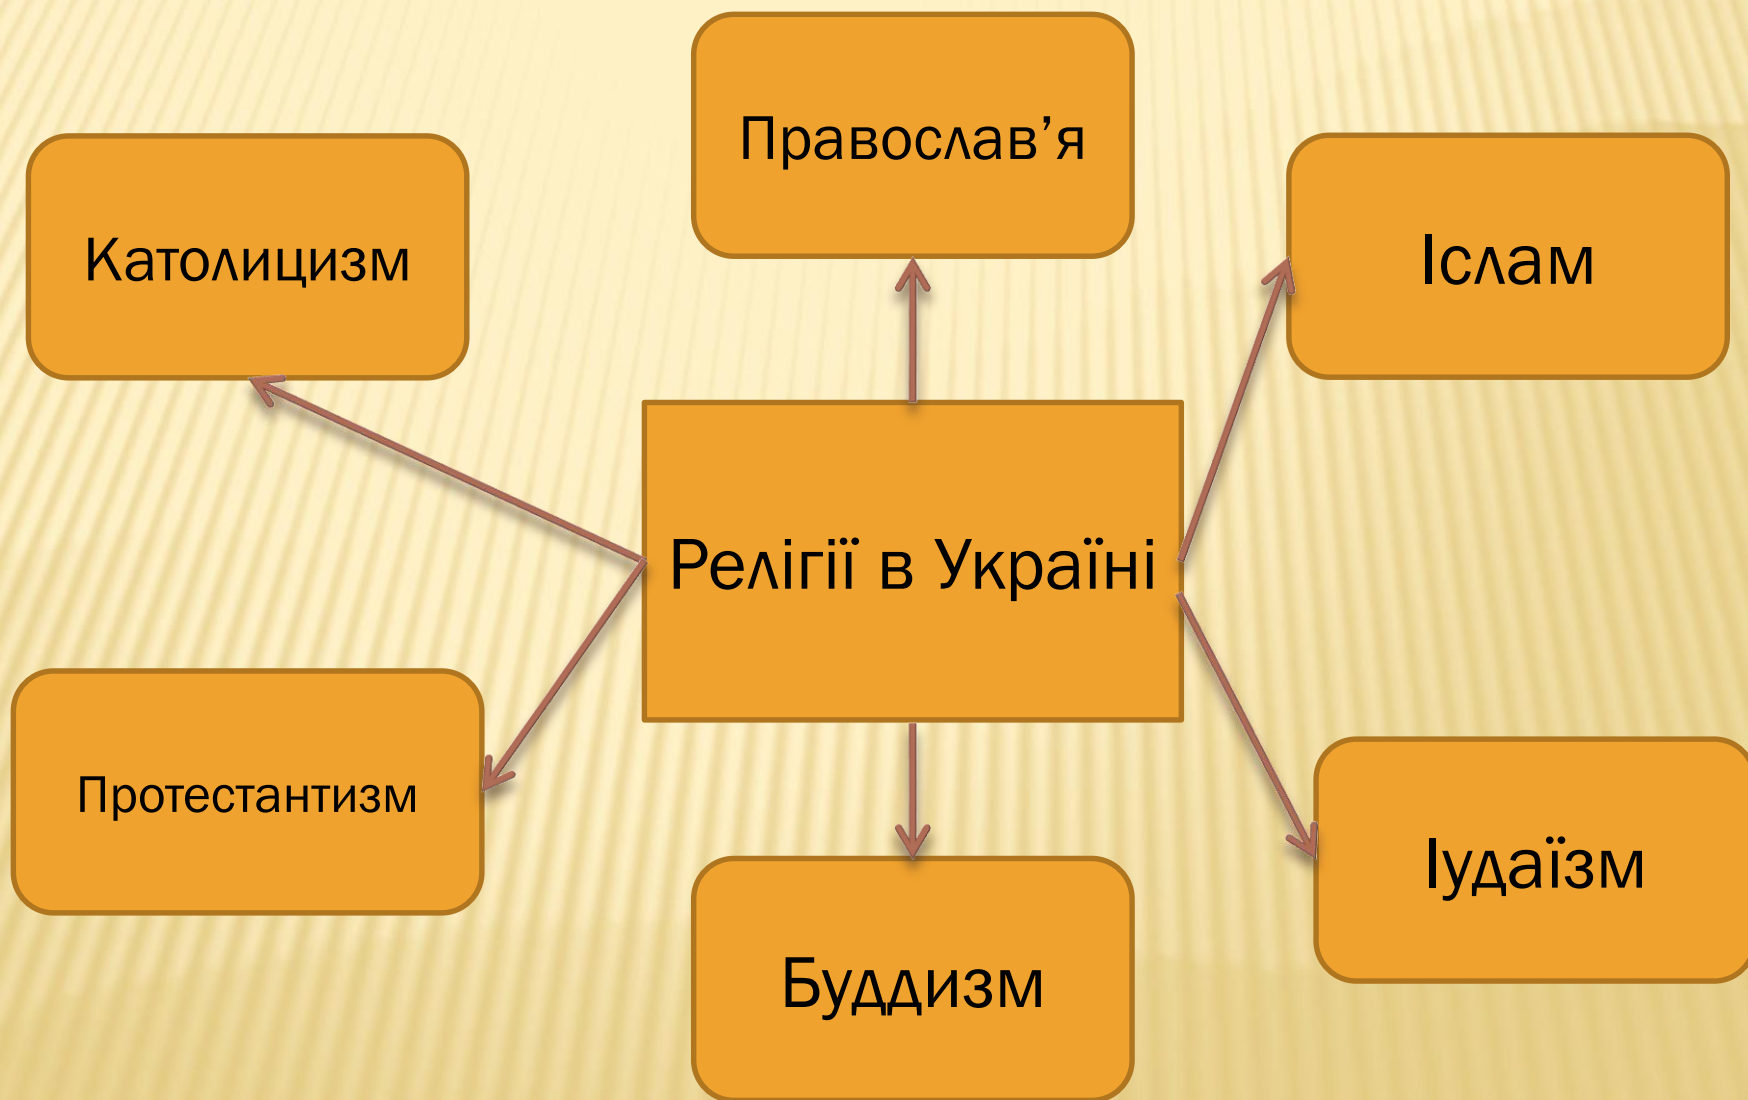 Православ’я
Католицизм
Іслам
Релігії в Україні
Протестантизм
Іудаїзм
Буддизм